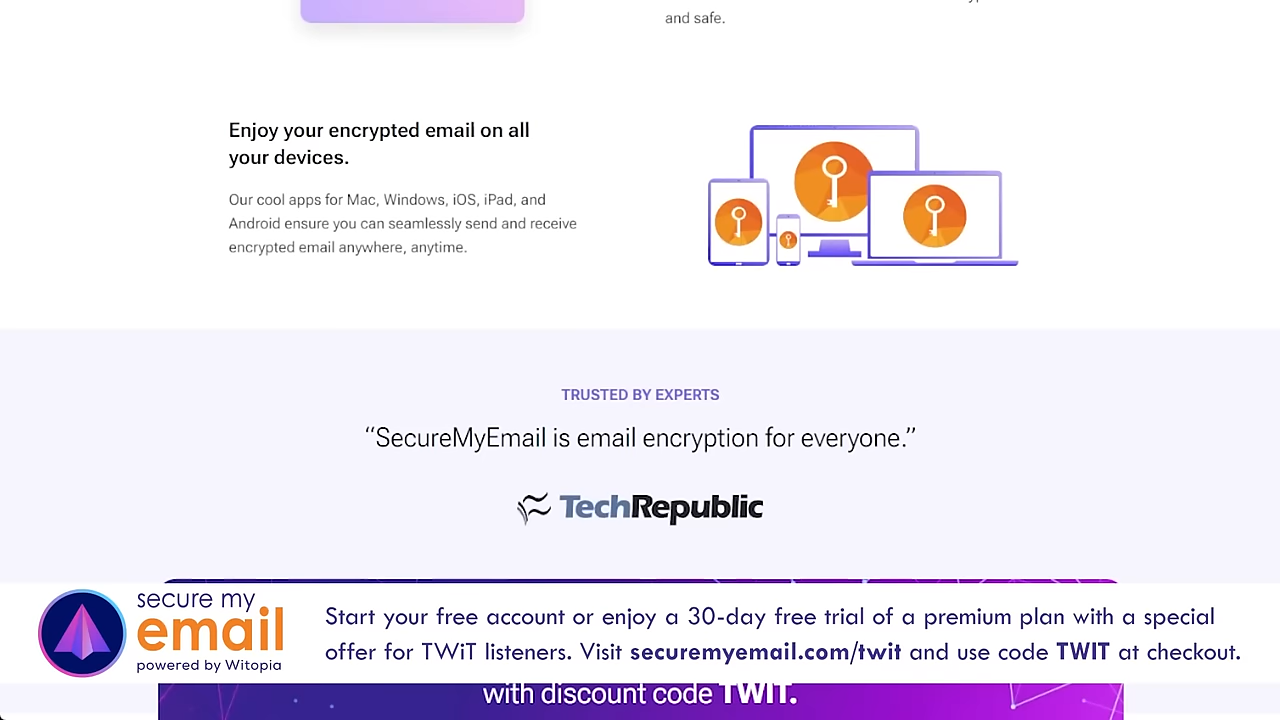 and safe.
Enjoy your encrypted email on all
your devices.
Our cool apps for Mac, Windows, iOS, iPad, and
Android ensure you can seamlessly send and receive
encrypted email anywhere, anytime.
TRUSTED BY EXPERTS
“SecureMyEmail is email encryption for everyone.”
TechRepublic
secure my
email
powered by Witopia
Start your free account or enjoy a 30-day free trial of a premium plan with a special
offer for TWiT listeners. Visit securemyemail.com/twit and use code TWIT at checkout.
with discount code TWIT.